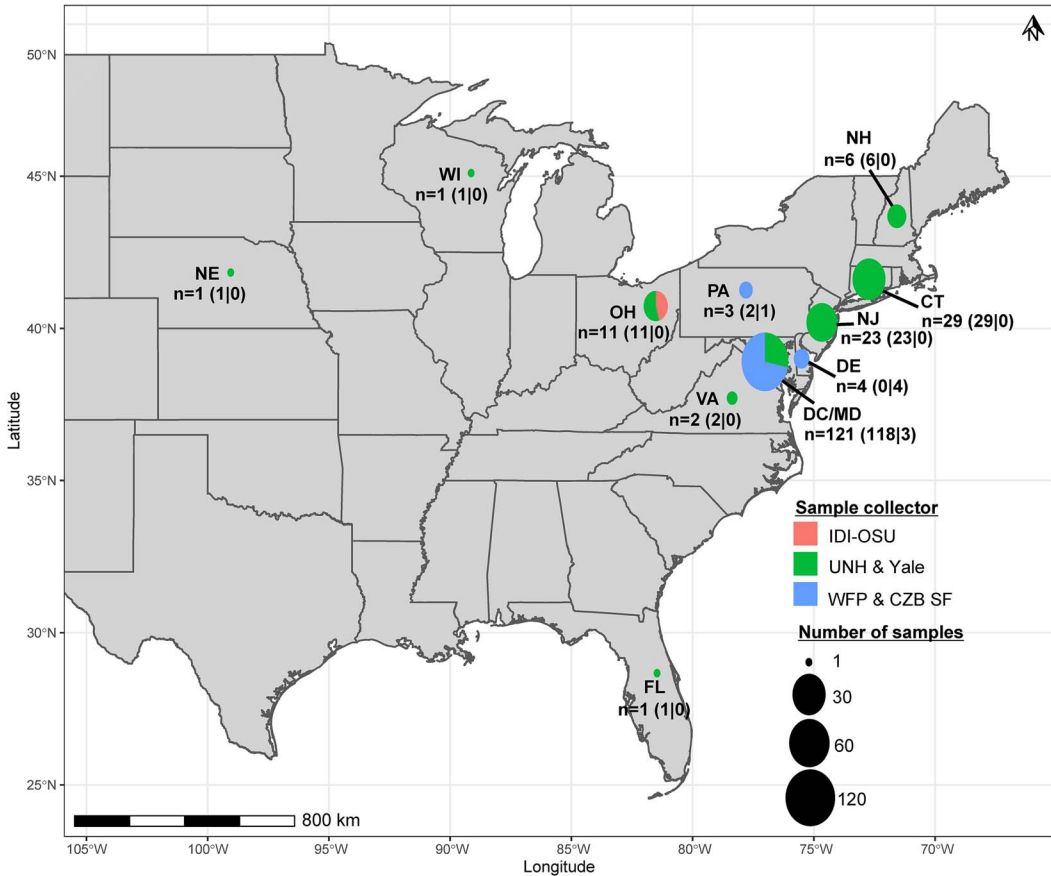 N
50°N
45°N
40°N
35°N
30°N
25°N
Latitude
NH
n=6 (6|0)
WI
n=1 (1|0)
NE
n=1 (1|0)
PA
n=3 (2|1)
OH
n=11 (11|0)
CT
n=29 (29|0)
NJ
n=23 (23|0)
DE
n=4 (0|4)
VA
n=2 (2|0)
DC/MD
n=121 (118|3)
FL
n=1 (1|0)
Sample collector
IDI-OSU
UNH & Yale
WFP & CZB SF
Number of samples
1
30
60
120
800 km
105°W 100°W 95°W 90°W 85°W 80°W 75°W 70°W
Longitude